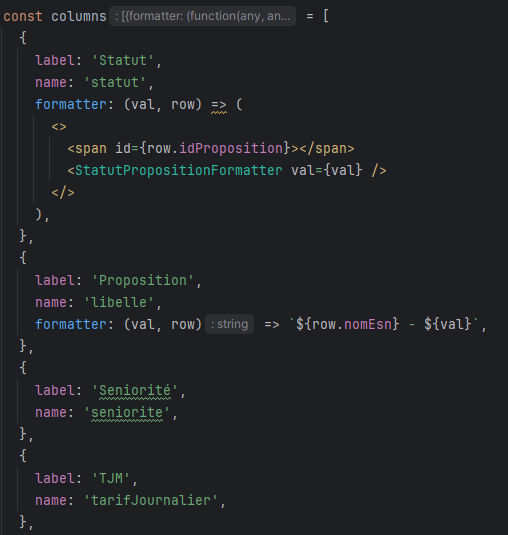 const columns : [{formatter: (function(any, an... = [
  {
    label: 'Statut',
    name: 'statut',
    formatter: (val, row) => (
      <>
        <span id={row.idProposition}></span>
        <StatutPropositionFormatter val={val} />
      </>
    ),
  },
  {
    label: 'Proposition',
    name: 'libelle',
    formatter: (val, row) : string => `${row.nomEsn} - ${val}`,
  },
  {
    label: 'Seniorité',
    name: 'seniorite',
  },
  {
    label: 'TJM',
    name: 'tarifJournalier',
  },